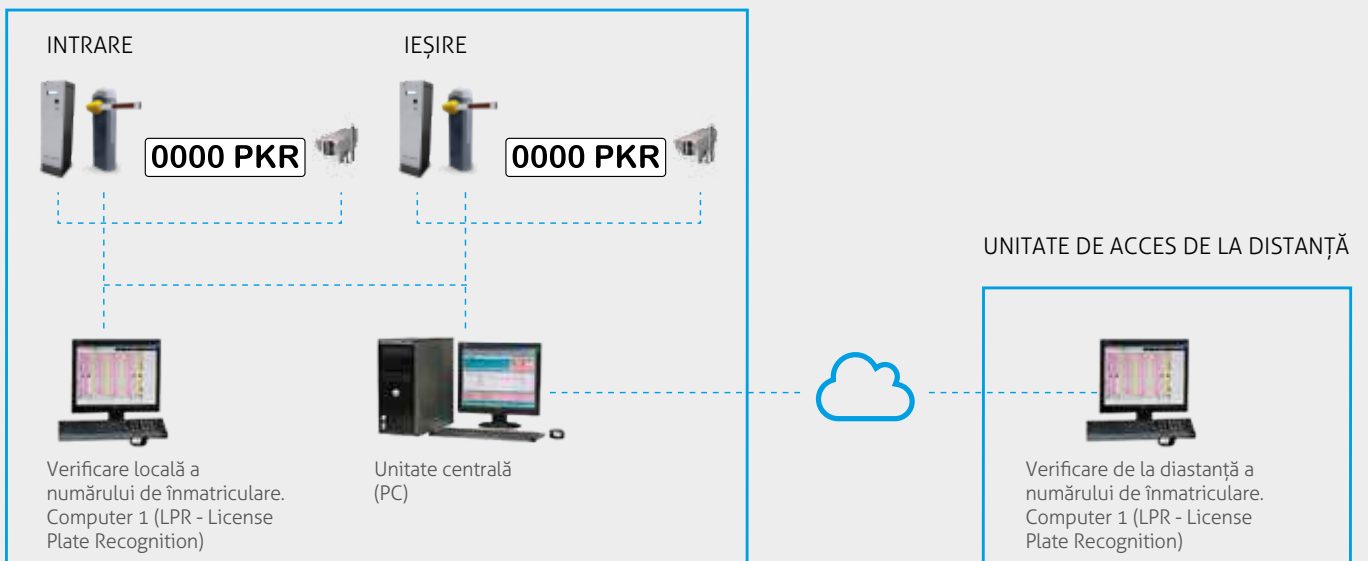 INTRARE
IEȘIRE
0000 PKR
0000 PKR
UNITATE DE ACCES DE LA DISTANȚĂ
Verificare locală a
numărului de înmatriculare.
Computer 1 (LPR - License
Plate Recognition)
Unitate centrală
(PC)
Verificare de la diastanță a
numărului de înmatriculare.
Computer 1 (LPR - License
Plate Recognition)